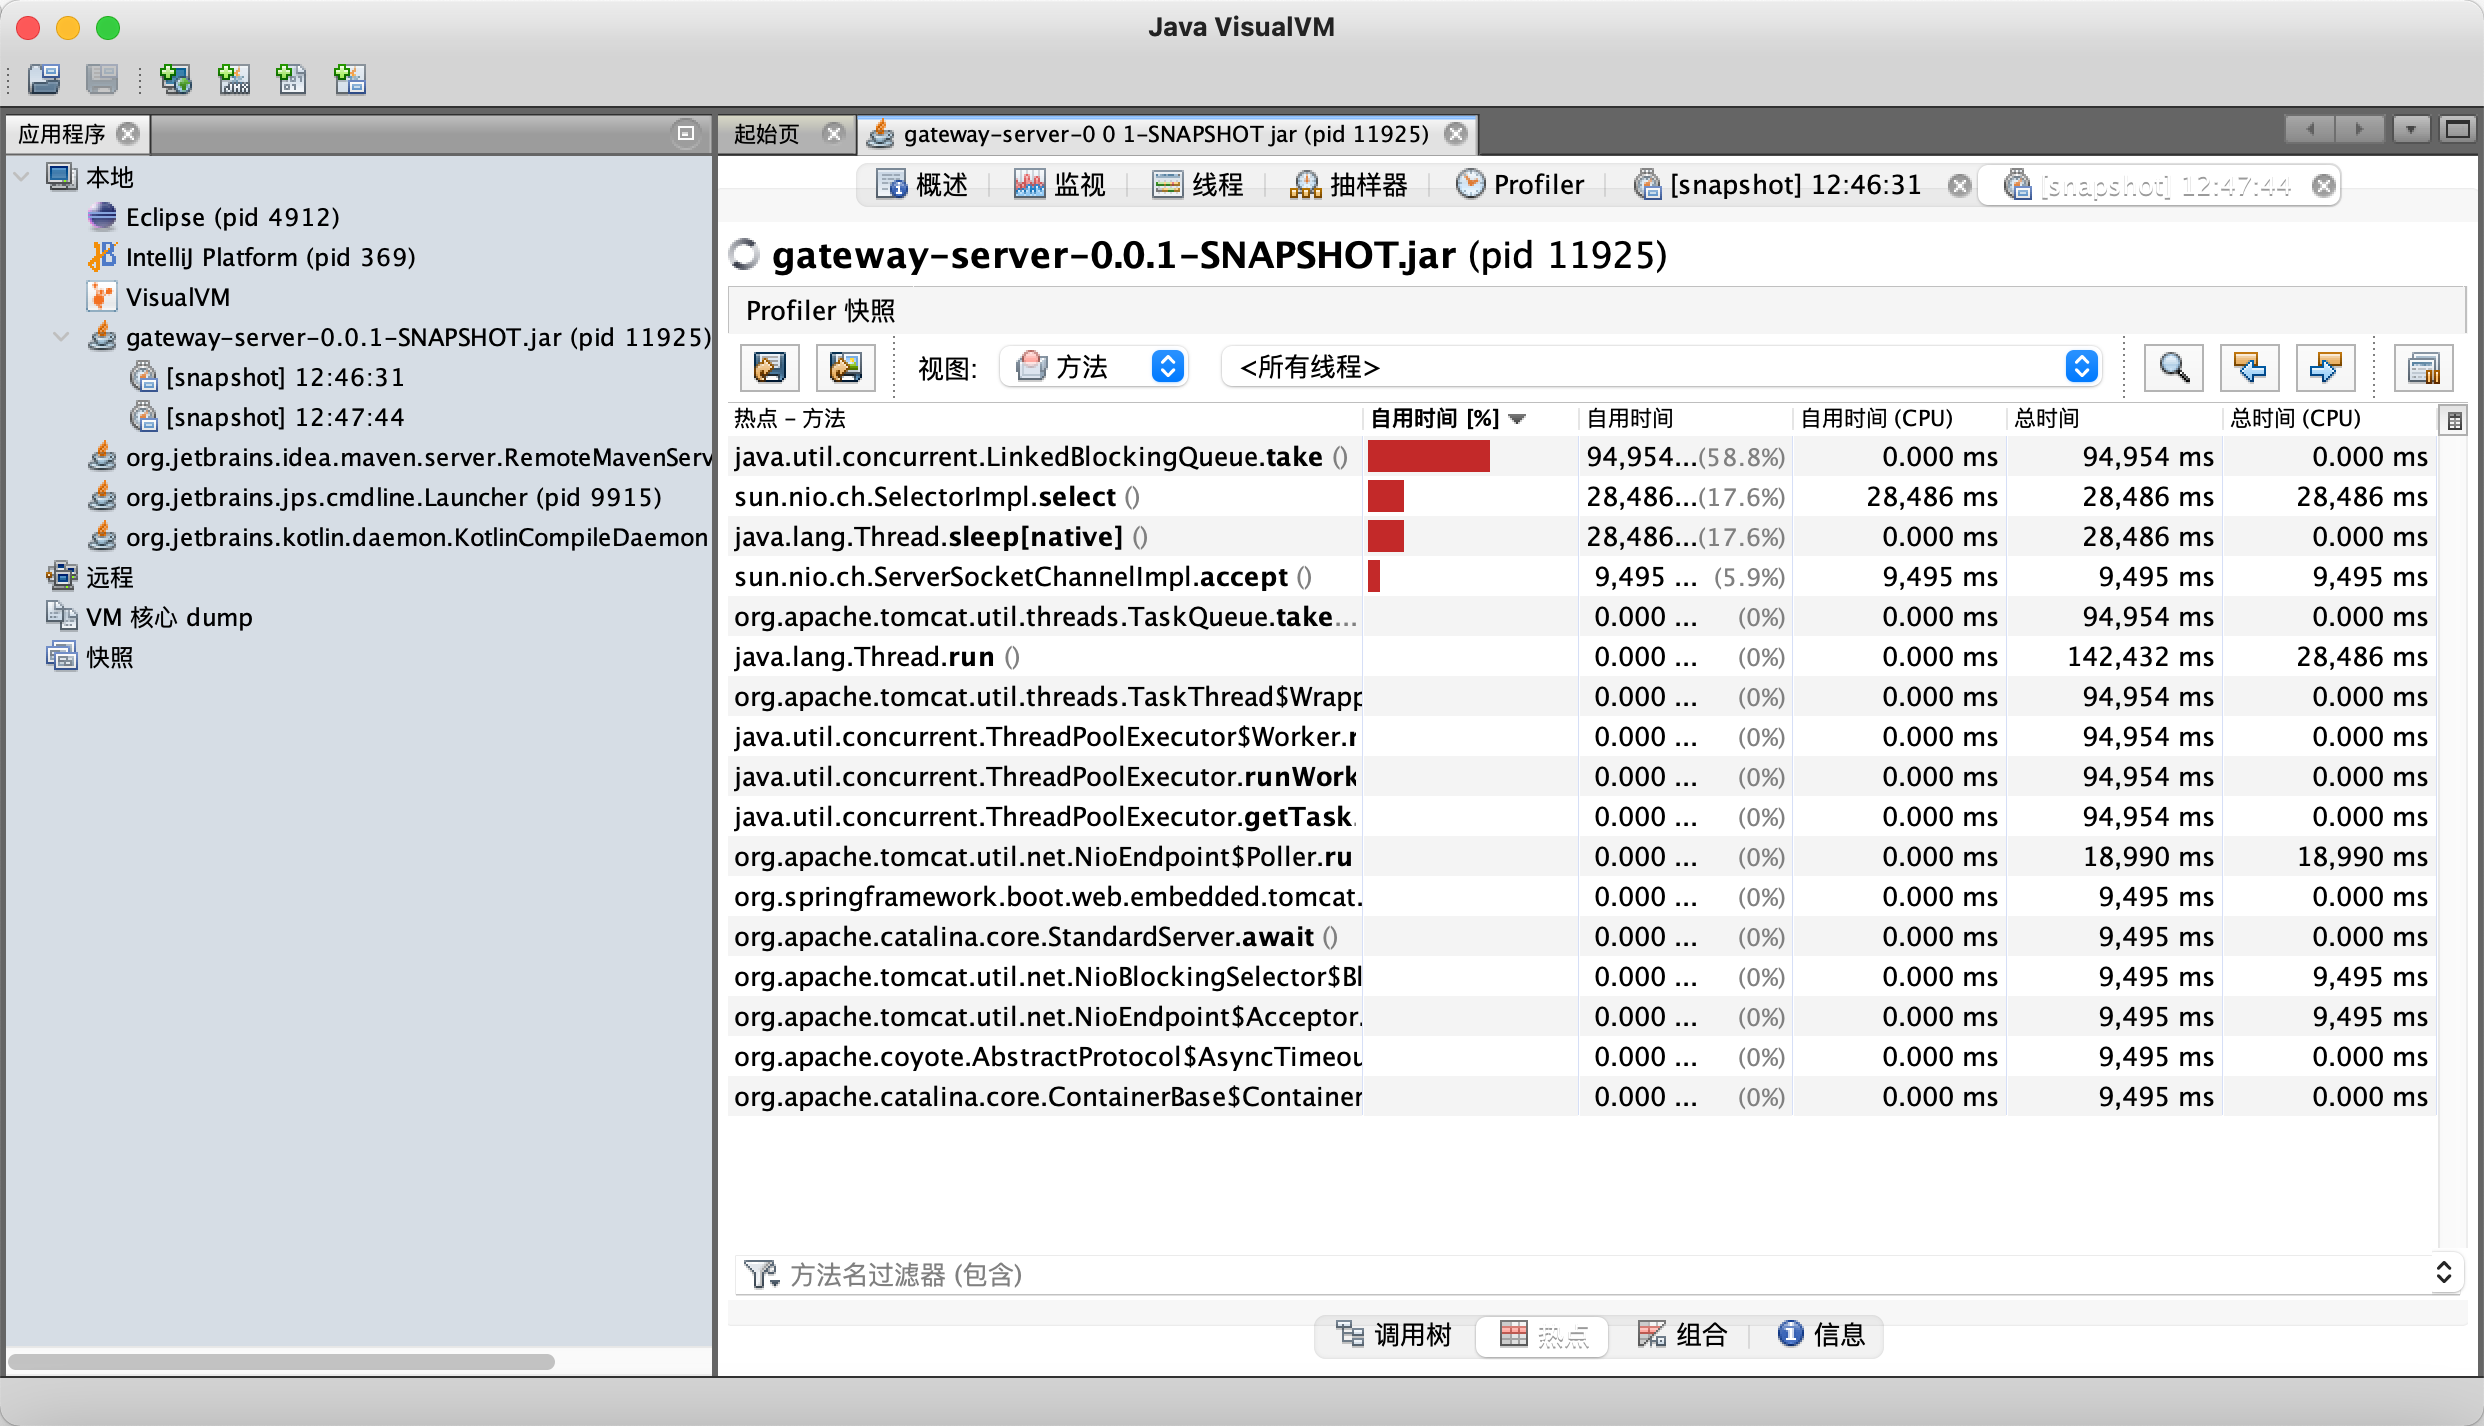 Java VisualVM
应用程序
本地
Eclipse (pid 4912)
IntelliJ Platform (pid 369)
VisualVM
gateway-server-0.0.1-SNAPSHOT.jar (pid 11925)
[snapshot] 12:46:31
[snapshot] 12:47:44
org.jetbrains.idea.maven.server.RemoteMavenServ
org.jetbrains.jps.cmdline.Launcher (pid 9915)
org.jetbrains.kotlin.daemon.KotlinCompileDaemon
远程
VM 核心 dump
快照
起始页
gateway-server-0 0 1-SNAPSHOT jar (pid 11925)
概述 监视 线程 抽样器 Profiler [snapshot] 12:46:31 [snapshot] 12:47:44
gateway-server-0.0.1-SNAPSHOT.jar (pid 11925)
Profiler 快照
视图: 方法 <所有线程>
热点 – 方法 自用时间 [%] 自用时间 自用时间 (CPU) 总时间 总时间 (CPU)
java.util.concurrent.LinkedBlockingQueue.take () 94,954...(58.8%) 0.000 ms 94,954 ms 0.000 ms
sun.nio.ch.SelectorImpl.select () 28,486...(17.6%) 28,486 ms 28,486 ms 28,486 ms
java.lang.Thread.sleep[native] () 28,486...(17.6%) 0.000 ms 28,486 ms 0.000 ms
sun.nio.ch.ServerSocketChannelImpl.accept () 9,495 ... (5.9%) 9,495 ms 9,495 ms 9,495 ms
org.apache.tomcat.util.threads.TaskQueue.take... 0.000 ... (0%) 0.000 ms 94,954 ms 0.000 ms
java.lang.Thread.run () 0.000 ... (0%) 0.000 ms 142,432 ms 28,486 ms
org.apache.tomcat.util.threads.TaskThread$Wrapp 0.000 ... (0%) 0.000 ms 94,954 ms 0.000 ms
java.util.concurrent.ThreadPoolExecutor$Worker.r 0.000 ... (0%) 0.000 ms 94,954 ms 0.000 ms
java.util.concurrent.ThreadPoolExecutor.runWork 0.000 ... (0%) 0.000 ms 94,954 ms 0.000 ms
java.util.concurrent.ThreadPoolExecutor.getTask. 0.000 ... (0%) 0.000 ms 94,954 ms 0.000 ms
org.apache.tomcat.util.net.NioEndpoint$Poller.ru 0.000 ... (0%) 0.000 ms 18,990 ms 18,990 ms
org.springframework.boot.web.embedded.tomcat. 0.000 ... (0%) 0.000 ms 9,495 ms 0.000 ms
org.apache.catalina.core.StandardServer.await () 0.000 ... (0%) 0.000 ms 9,495 ms 0.000 ms
org.apache.tomcat.util.net.NioBlockingSelector$Bl 0.000 ... (0%) 0.000 ms 9,495 ms 9,495 ms
org.apache.tomcat.util.net.NioEndpoint$Acceptor. 0.000 ... (0%) 0.000 ms 9,495 ms 9,495 ms
org.apache.coyote.AbstractProtocol$AsyncTimeou 0.000 ... (0%) 0.000 ms 9,495 ms 0.000 ms
org.apache.catalina.core.ContainerBase$Container 0.000 ... (0%) 0.000 ms 9,495 ms 0.000 ms
方法名过滤器 (包含)
调用树 热点 组合 信息